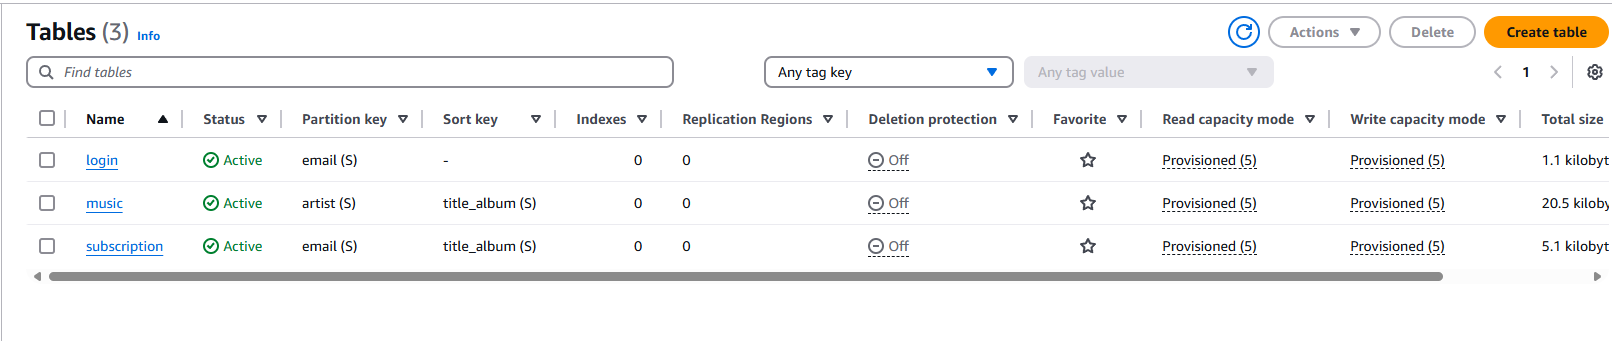 Tables (3) Info
Actions Delete Create table
Find tables Any tag key Any tag value 1
Name Status Partition key Sort key Indexes Replication Regions Deletion protection Favorite Read capacity mode Write capacity mode Total size
login Active email (S) - 0 0 Off Provisioned (5) Provisioned (5) 1.1 kilobyt
music Active artist (S) title_album (S) 0 0 Off Provisioned (5) Provisioned (5) 20.5 kiloby
subscription Active email (S) title_album (S) 0 0 Off Provisioned (5) Provisioned (5) 5.1 kilobyt